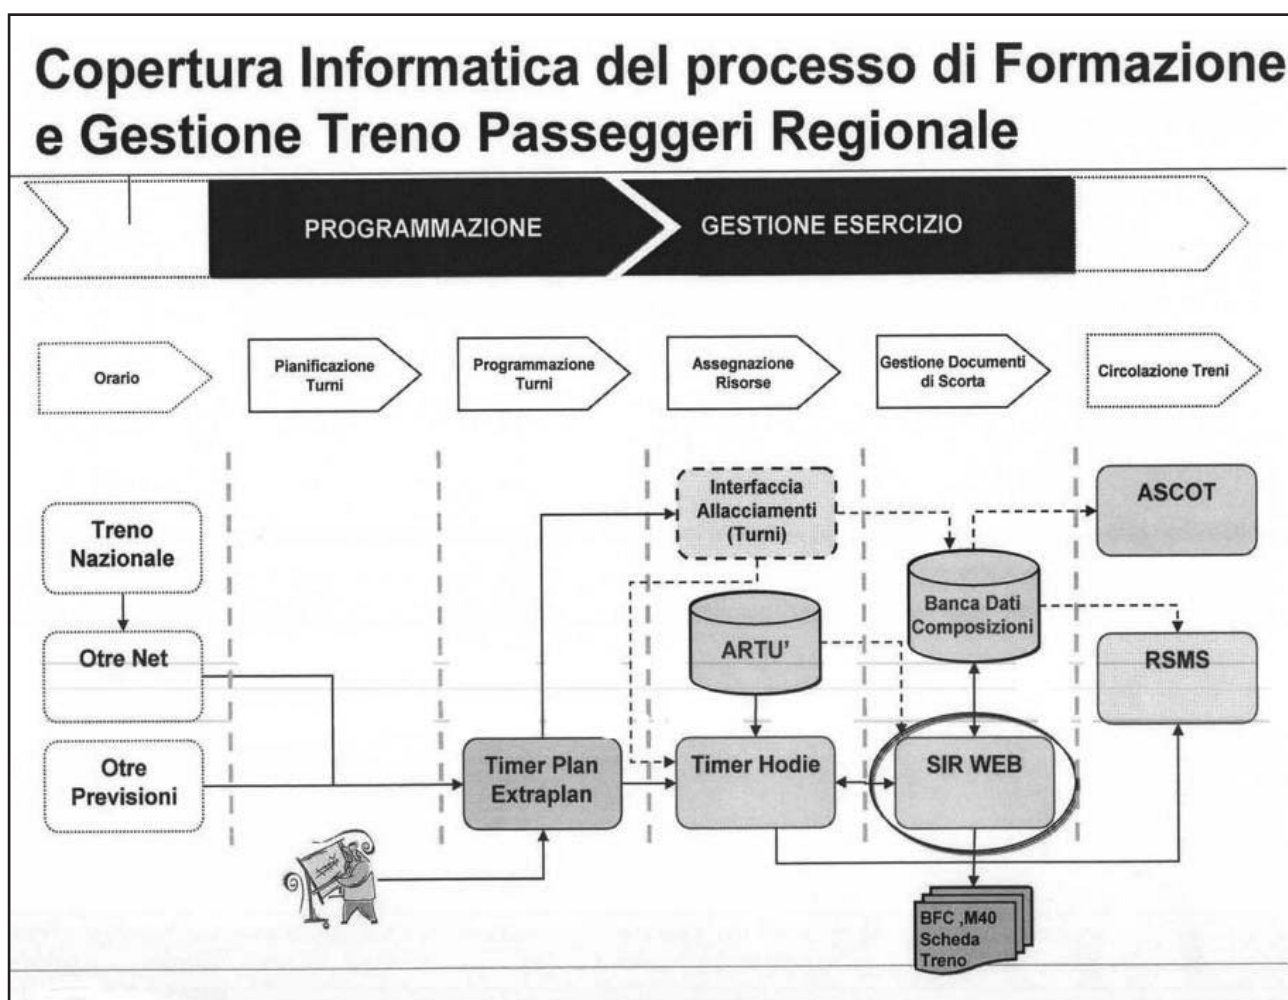 Copertura Informatica del processo di Formazione
e Gestione Treno Passeggeri Regionale
PROGRAMMAZIONE
GESTIONE ESERCIZIO
Orario
Pianificazione
Turni
Programmazione
Turni
Assegnazione
Risorse
Gestione Documenti
di Scorta
Circolazione Treni
Treno
Nazionale
Otre Net
Otre
Previsioni
Timer Plan
Extraplan
Interfaccia
Allacciamenti
(Turni)
ARTU'
Timer Hodie
Banca Dati
Composizioni
SIR WEB
BFC ,M40
Scheda
Treno
ASCOT
RSMS